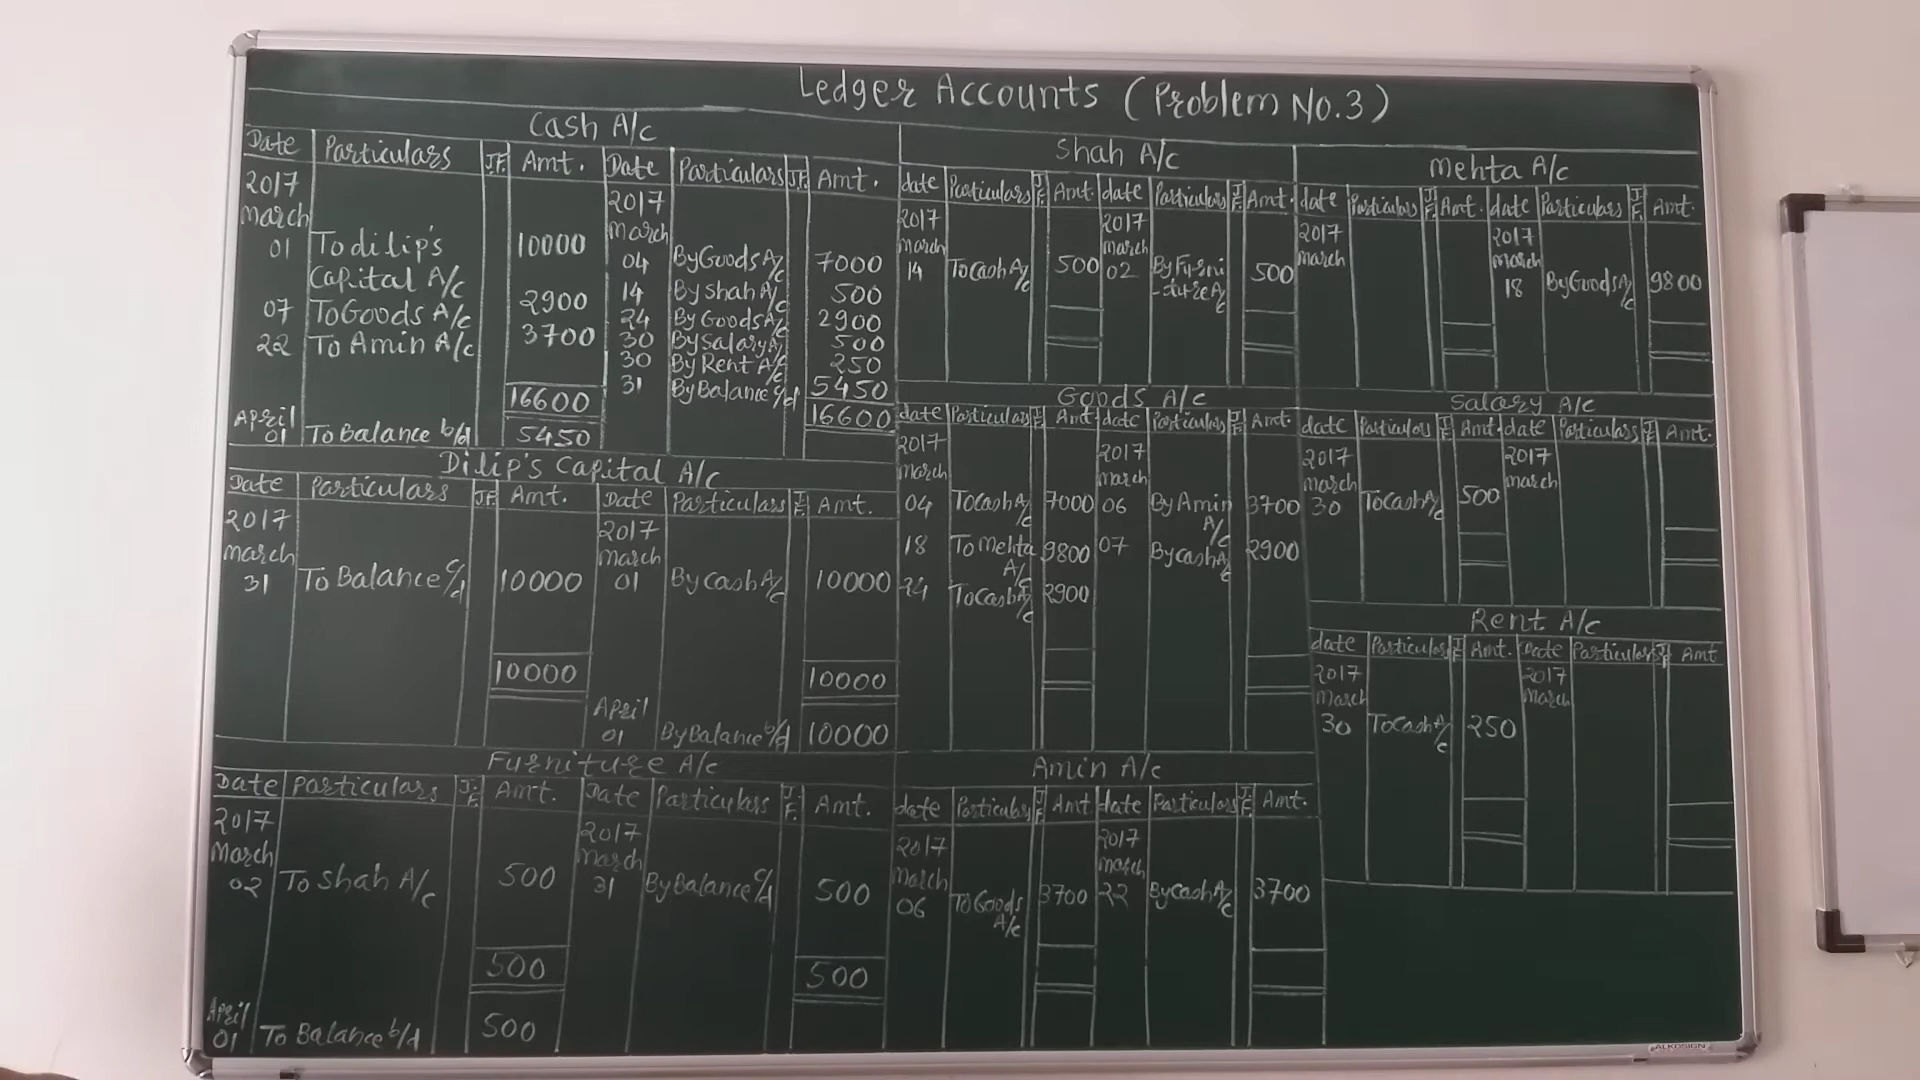 Ledger Accounts (Problem No.3)
Cash A/c
Date Particulars J.F. Amt. Date Particulars J.F. Amt.
2017 2017
March March
01 To dilip's 10000 04 By Goods A/c 7000
Capital A/c 14 By Shah A/c 500
07 To Goods A/c 2900 24 By Goods A/c 2900
22 To Amin A/c 3700 30 By Salary A/c 500
30 By Rent A/c 250
31 By Balance c/d 5450
16600 16600
April
01 To Balance b/d 5450
Dilip's Capital A/c
Date Particulars J.F. Amt. Date Particulars J.F. Amt.
2017 2017
March March
31 To Balance c/d 10000 01 By Cash A/c 10000
10000 10000
April
01 By Balance b/d 10000
Furniture A/c
Date Particulars J.F. Amt. Date Particulars J.F. Amt.
2017 2017
March March
02 To Shah A/c 500 31 By Balance c/d 500
500 500
April
01 To Balance b/d 500
Shah A/c
date Particulars J.F. Amt. date Particulars J.F. Amt.
2017 2017
March March
14 To Cash A/c 500 02 By Furni 500
-ture A/c
Goods A/c
date Particulars J.F. Amt. date Particulars J.F. Amt.
2017 2017
March March
04 To Cash A/c 7000 06 By Amin 3700
A/c
18 To Mehta 9800 07 By Cash A/c 2900
A/c
24 To Cash A/c 2900
Amin A/c
date Particulars J.F. Amt date Particulars J.F. Amt.
2017 2017
March March
06 To Goods 3700 22 By Cash A/c 3700
A/c
Mehta A/c
date Particulars J.F. Amt. date Particulars J.F. Amt.
2017 2017
March March
18 By Goods A/c 9800
Salary A/c
date Particulars J.F. Amt. date Particulars J.F. Amt.
2017 2017
March March
30 To Cash A/c 500
Rent A/c
date Particulars J.F. Amt. Date Particulars J.F. Amt
2017 2017
March March
30 To Cash A/c 250
ALKOSIGN